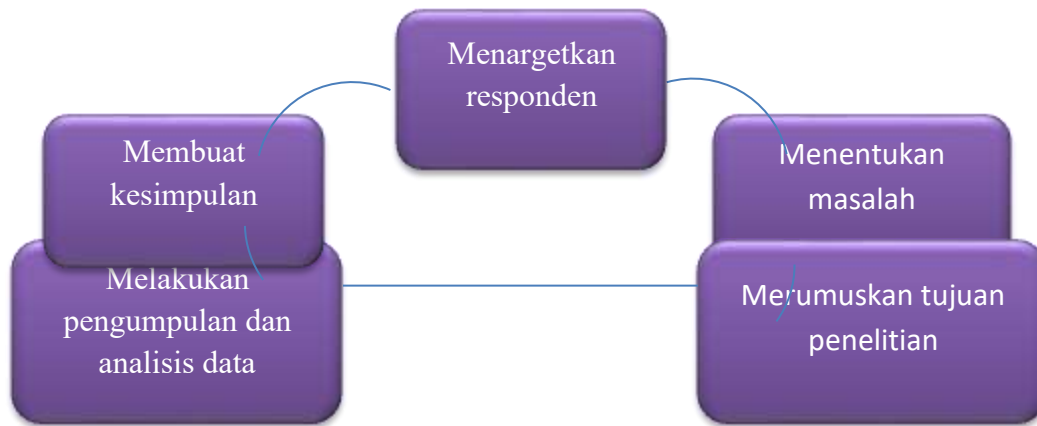 Menargetkan
responden
Menentukan
masalah
Merumuskan tujuan
penelitian
Melakukan
pengumpulan dan
analisis data
Membuat
kesimpulan